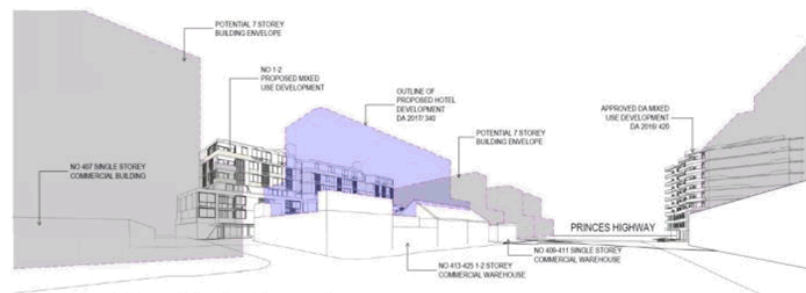 POTENTIAL 7 STOREY
BUILDING ENVELOPE
NO 1-2
PROPOSED MIXED
USE DEVELOPMENT
OUTLINE OF
PROPOSED HOTEL
DEVELOPMENT
DA 2017/ 340
POTENTIAL 7 STOREY
BUILDING ENVELOPE
APPROVED DA MIXED
USE DEVELOPMENT
DA 2016/ 420
NO 407 SINGLE STOREY
COMMERCIAL BUILDING
PRINCES HIGHWAY
NO 413-425 1-2 STOREY
COMMERCIAL WAREHOUSE
NO 409-411 SINGLE STOREY
COMMERCIAL WAREHOUSE